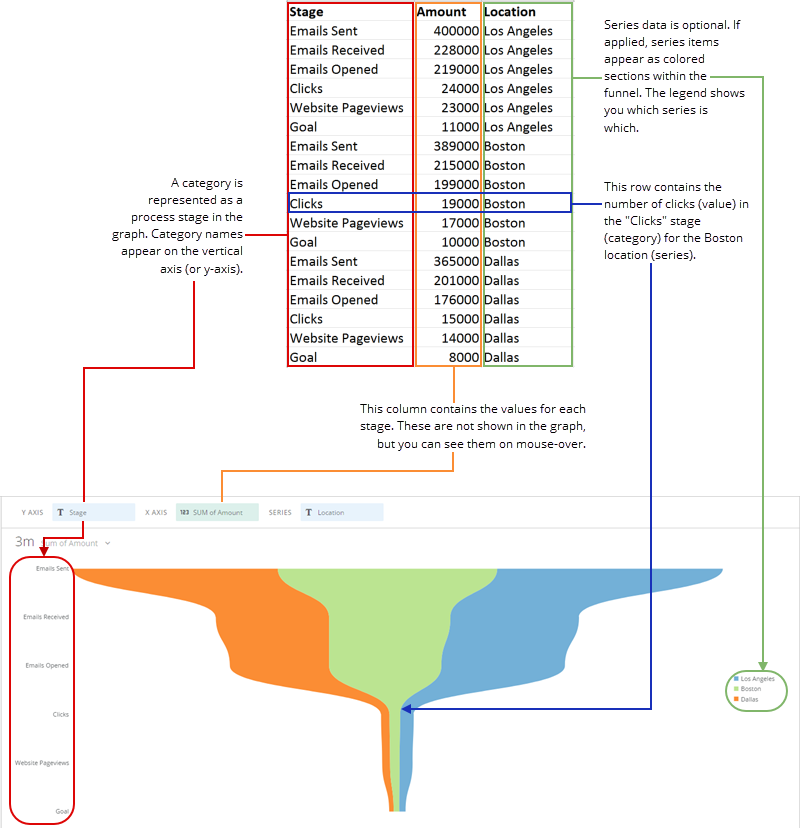 Stage Amount Location
Emails Sent 400000 Los Angeles
Emails Received 228000 Los Angeles
Emails Opened 219000 Los Angeles
Clicks 24000 Los Angeles
Website Pageviews 23000 Los Angeles
Goal 11000 Los Angeles
Emails Sent 389000 Boston
Emails Received 215000 Boston
Emails Opened 199000 Boston
Clicks 19000 Boston
Website Pageviews 17000 Boston
Goal 10000 Boston
Emails Sent 365000 Dallas
Emails Received 201000 Dallas
Emails Opened 176000 Dallas
Clicks 15000 Dallas
Website Pageviews 14000 Dallas
Goal 8000 Dallas
Series data is optional. If
applied, series items
appear as colored
sections within the
funnel. The legend shows
you which series is
which.
A category is
represented as a
process stage in the
graph. Category names
appear on the vertical
axis (or y-axis).
This row contains the
number of clicks (value) in
the "Clicks" stage
(category) for the Boston
location (series).
This column contains the values for each
stage. These are not shown in the graph,
but you can see them on mouse-over.
Y AXIS T Stage X AXIS 123 SUM of Amount SERIES T Location
3m Sum of Amount
Emails Sent
Emails Received
Emails Opened
Clicks
Website Pageviews
Goal
Los Angeles
Boston
Dallas